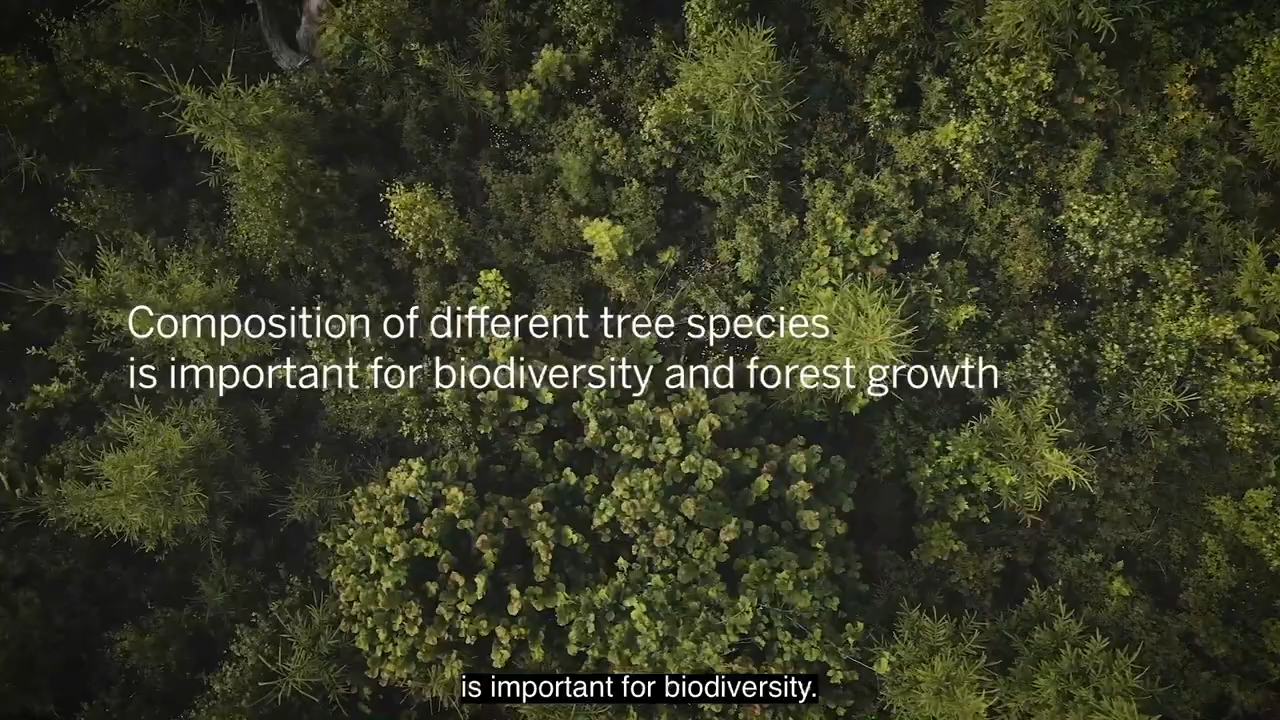 Composition of different tree species
is important for biodiversity and forest growth
is important for biodiversity.